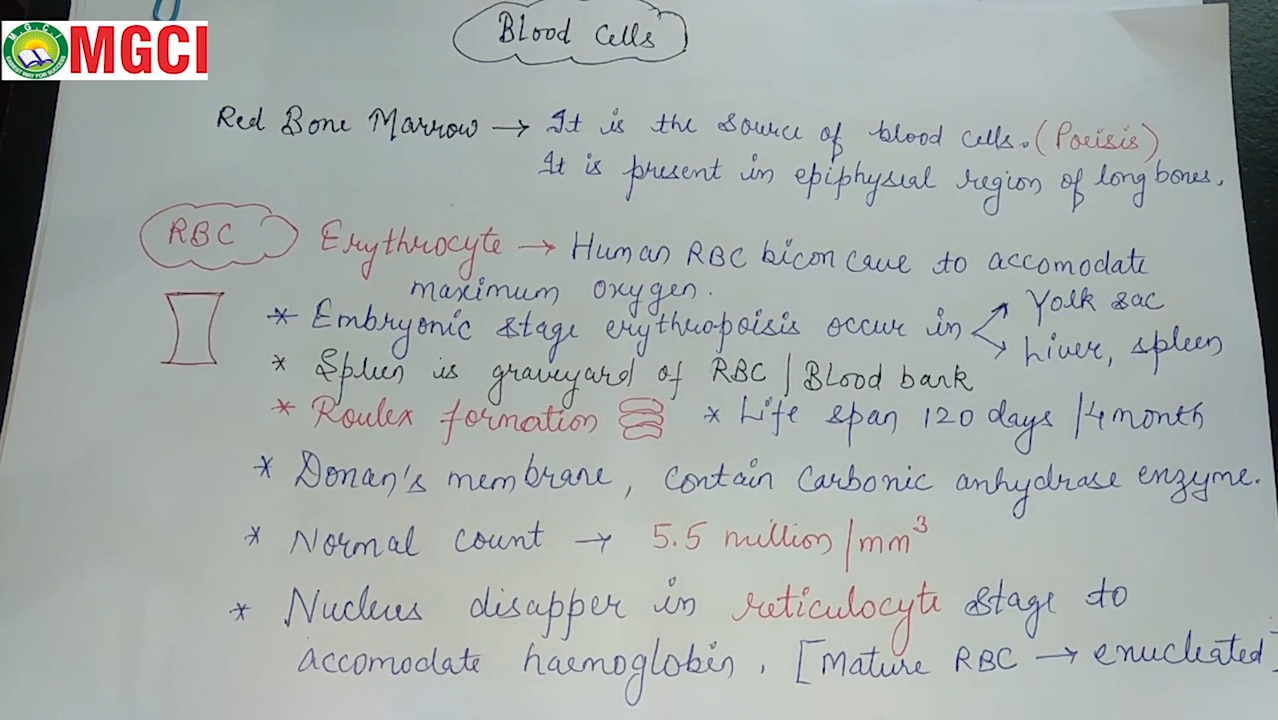 Blood Cells
M.G.C.I
MGCI
Red Bone Marrow → It is the source of blood cells. (Poeisis)
It is present in epiphysial region of long bones.
RBC Erythrocyte → Human RBC biconcave to accomodate
maximum oxygen.
* Embryonic stage erythropoisis occur in Yolk sac
Liver, spleen
* Spleen is graveyard of RBC | Blood bank
* Roulex formation * Life span 120 days / 4 month
* Donan's membrane, contain carbonic anhydrase enzyme.
* Normal count → 5.5 million/mm³
* Nucleus disapper in reticulocyte stage to
accomodate haemoglobin. [Mature RBC → enucleated]